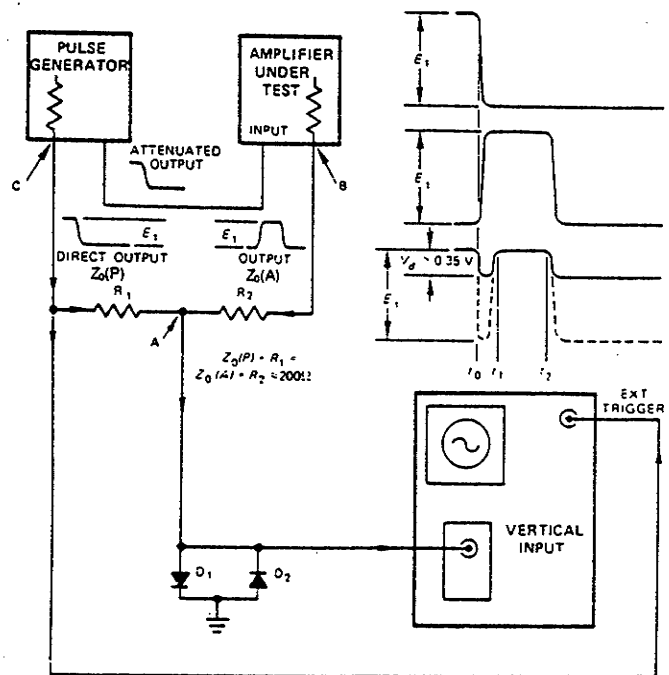 PULSE
GENERATOR
AMPLIFIER
UNDER
TEST
INPUT
ATTENUATED
OUTPUT
C
B
E₁
DIRECT OUTPUT
Z₀(P)
R₁
E₁
OUTPUT
Z₀(A)
R₂
A
Z₀(P) + R₁ =
Z₀(A) + R₂ ≈ 200Ω
E₁
E₁
E₁
0.35 V
t₀
t₁
t₂
EXT
TRIGGER
VERTICAL
INPUT
D₁
D₂